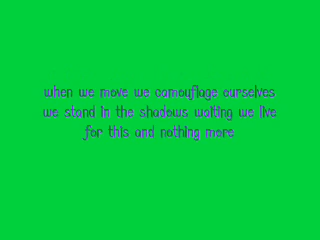 when we move we camouflage ourselves
we stand in the shadows waiting we live
for this and nothing more